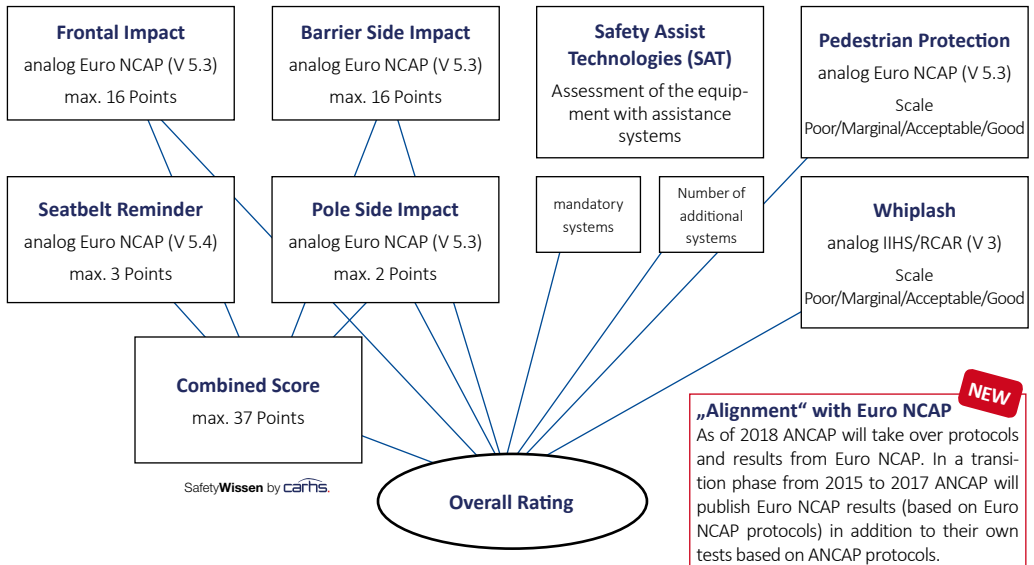 Frontal Impact
analog Euro NCAP (V 5.3)
max. 16 Points
Barrier Side Impact
analog Euro NCAP (V 5.3)
max. 16 Points
Safety Assist
Technologies (SAT)
Assessment of the equip-
ment with assistance
systems
Pedestrian Protection
analog Euro NCAP (V 5.3)
Scale
Poor/Marginal/Acceptable/Good
Seatbelt Reminder
analog Euro NCAP (V 5.4)
max. 3 Points
Pole Side Impact
analog Euro NCAP (V 5.3)
max. 2 Points
mandatory
systems
Number of
additional
systems
Whiplash
analog IIHS/RCAR (V 3)
Scale
Poor/Marginal/Acceptable/Good
Combined Score
max. 37 Points
SafetyWissen by carhs.
Overall Rating
NEW
„Alignment“ with Euro NCAP
As of 2018 ANCAP will take over protocols
and results from Euro NCAP. In a transi-
tion phase from 2015 to 2017 ANCAP will
publish Euro NCAP results (based on Euro
NCAP protocols) in addition to their own
tests based on ANCAP protocols.